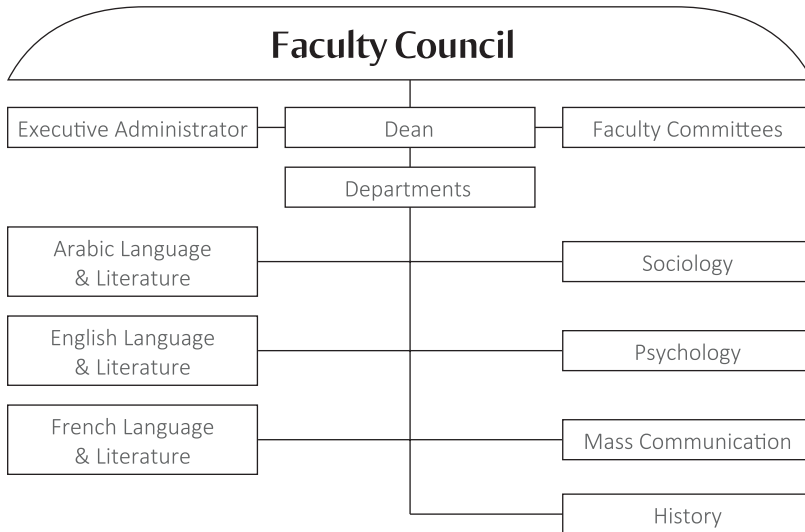 Faculty Council
Executive Administrator
Dean
Faculty Committees
Departments
Arabic Language
& Literature
Sociology
English Language
& Literature
Psychology
French Language
& Literature
Mass Communication
History